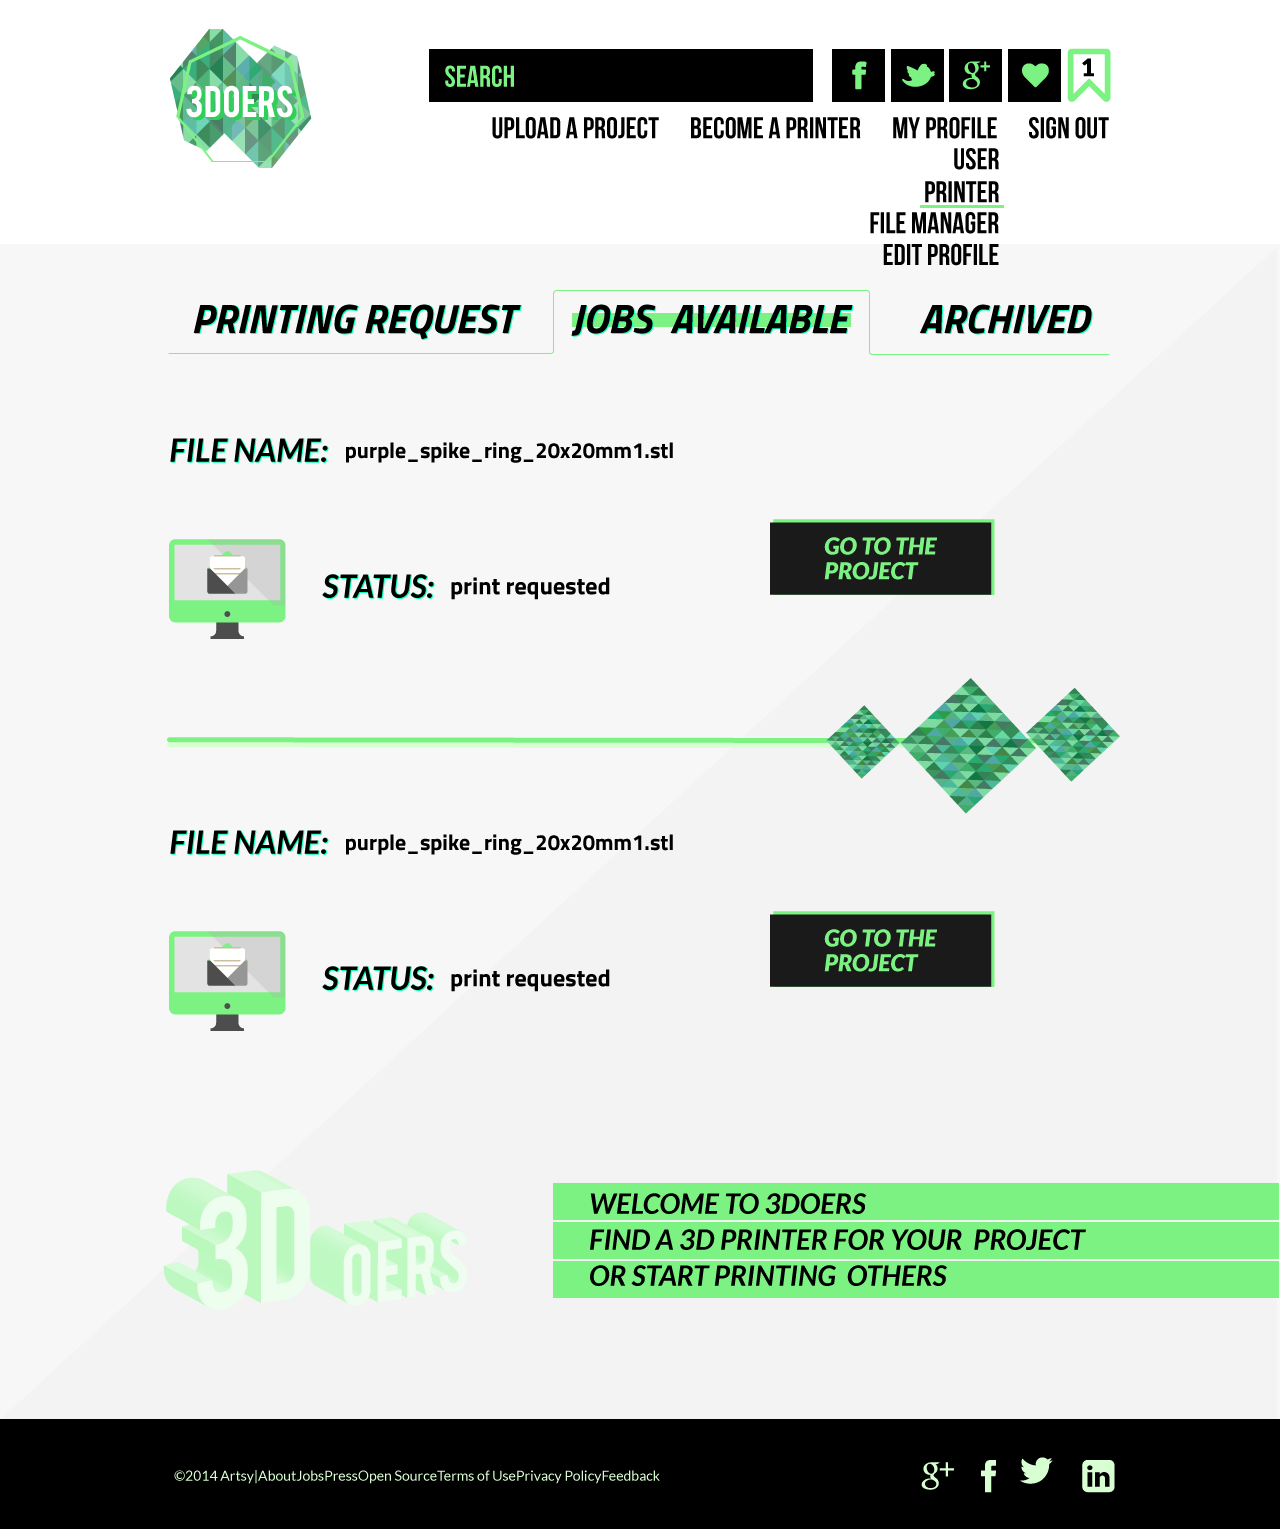 3DOERS
SEARCH
f g+ 1
UPLOAD A PROJECT BECOME A PRINTER MY PROFILE SIGN OUT
USER
PRINTER
FILE MANAGER
EDIT PROFILE
PRINTING REQUEST JOBS AVAILABLE ARCHIVED
FILE NAME: purple_spike_ring_20x20mm1.stl
GO TO THE
PROJECT
STATUS: print requested
FILE NAME: purple_spike_ring_20x20mm1.stl
GO TO THE
PROJECT
STATUS: print requested
3DOERS
WELCOME TO 3DOERS
FIND A 3D PRINTER FOR YOUR PROJECT
OR START PRINTING OTHERS
©2014 Artsy|AboutJobsPressOpen SourceTerms of UsePrivacy PolicyFeedback
g+ f in